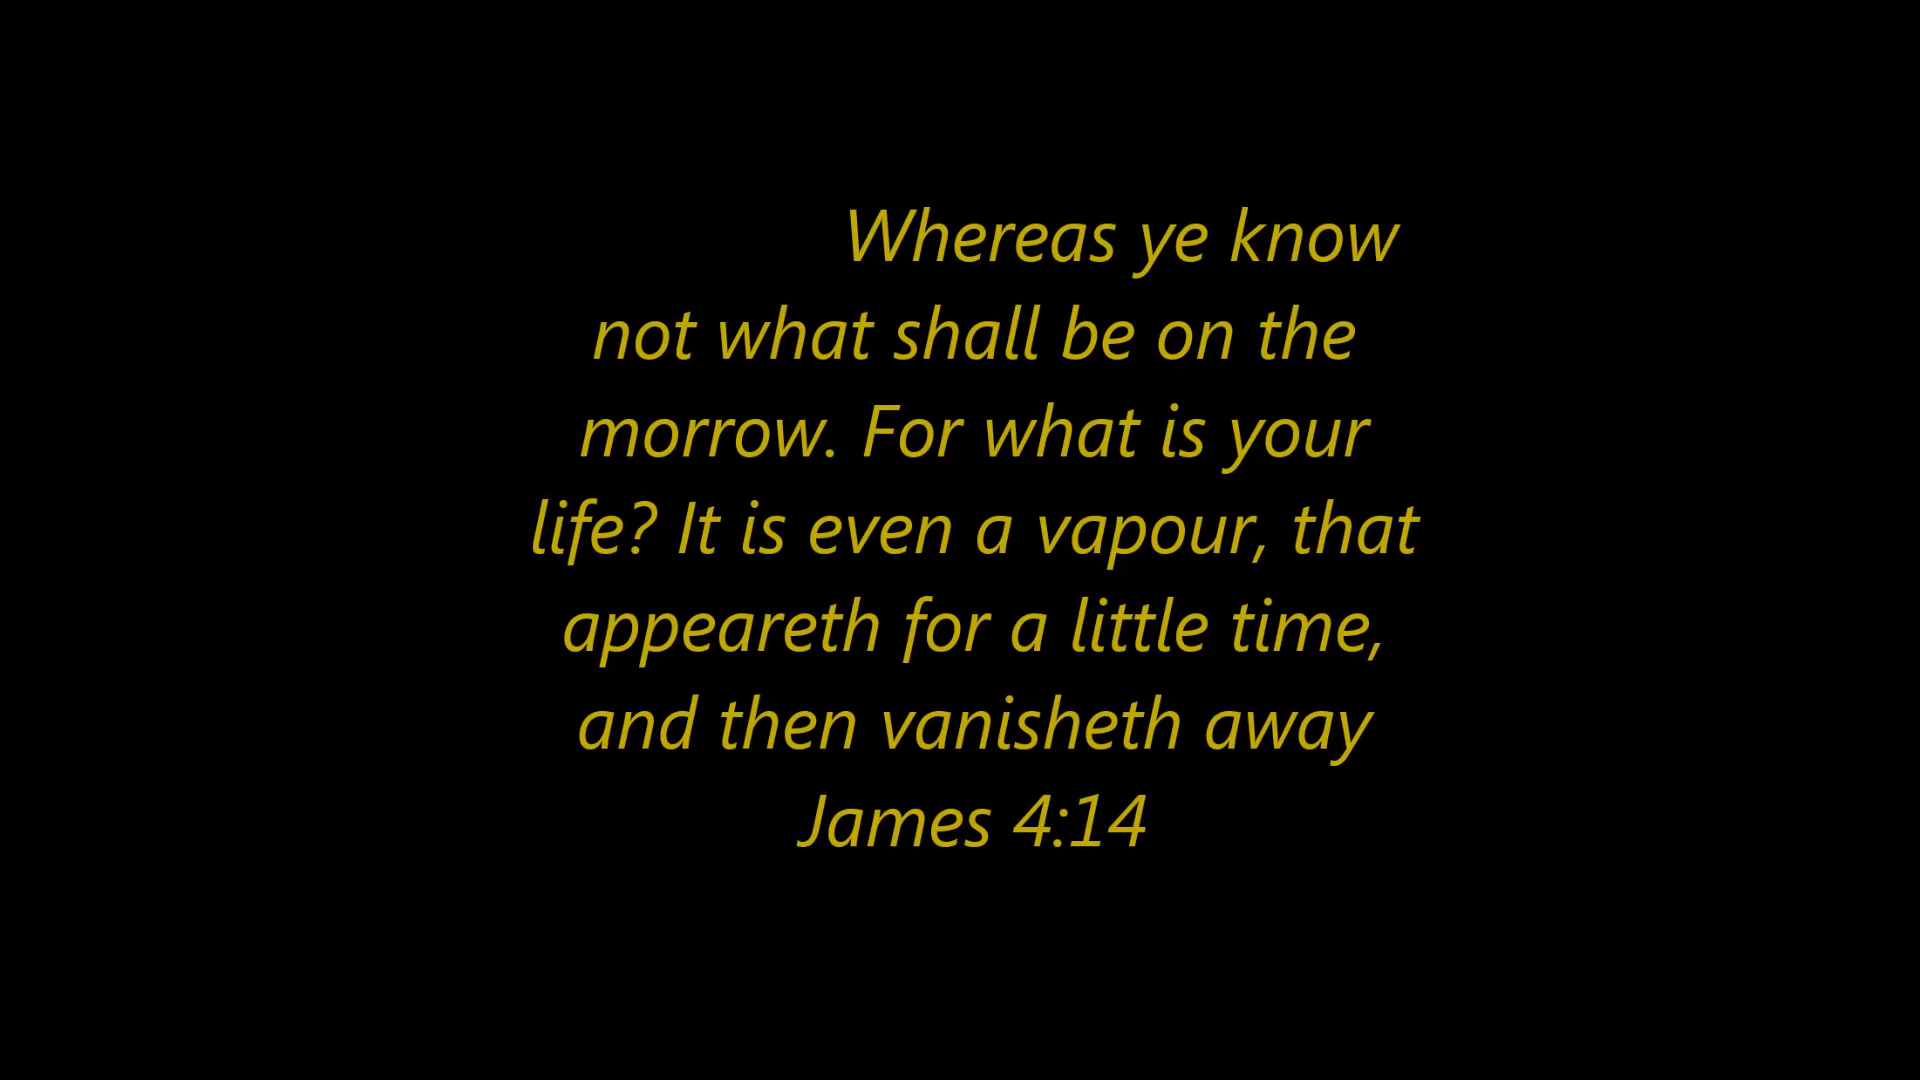 Whereas ye know
not what shall be on the
morrow. For what is your
life? It is even a vapour, that
appeareth for a little time,
and then vanisheth away
James 4:14